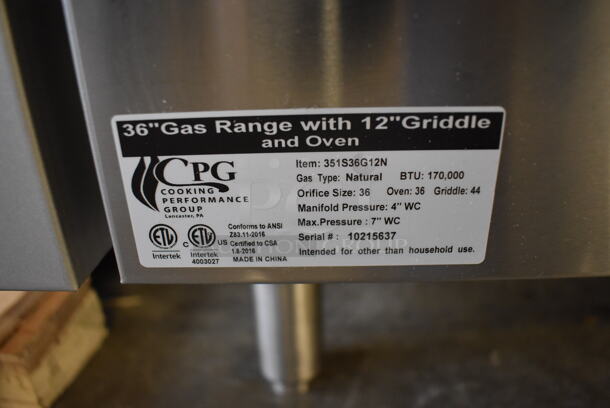 36"Gas Range with 12"Griddle
and Oven
CPG
COOKING
PERFORMANCE
GROUP
Lancaster, PA
Item: 351S36G12N
Gas Type: Natural BTU: 170,000
Orifice Size: 36 Oven: 36 Griddle: 44
Manifold Pressure: 4" WC
Max.Pressure : 7" WC
Serial # : 10215637
Intended for other than household use.
ETL C ETL US
Intertek Intertek
4003027
Conforms to ANSI
Z83.11-2016
Certified to CSA
1.8-2016
MADE IN CHINA